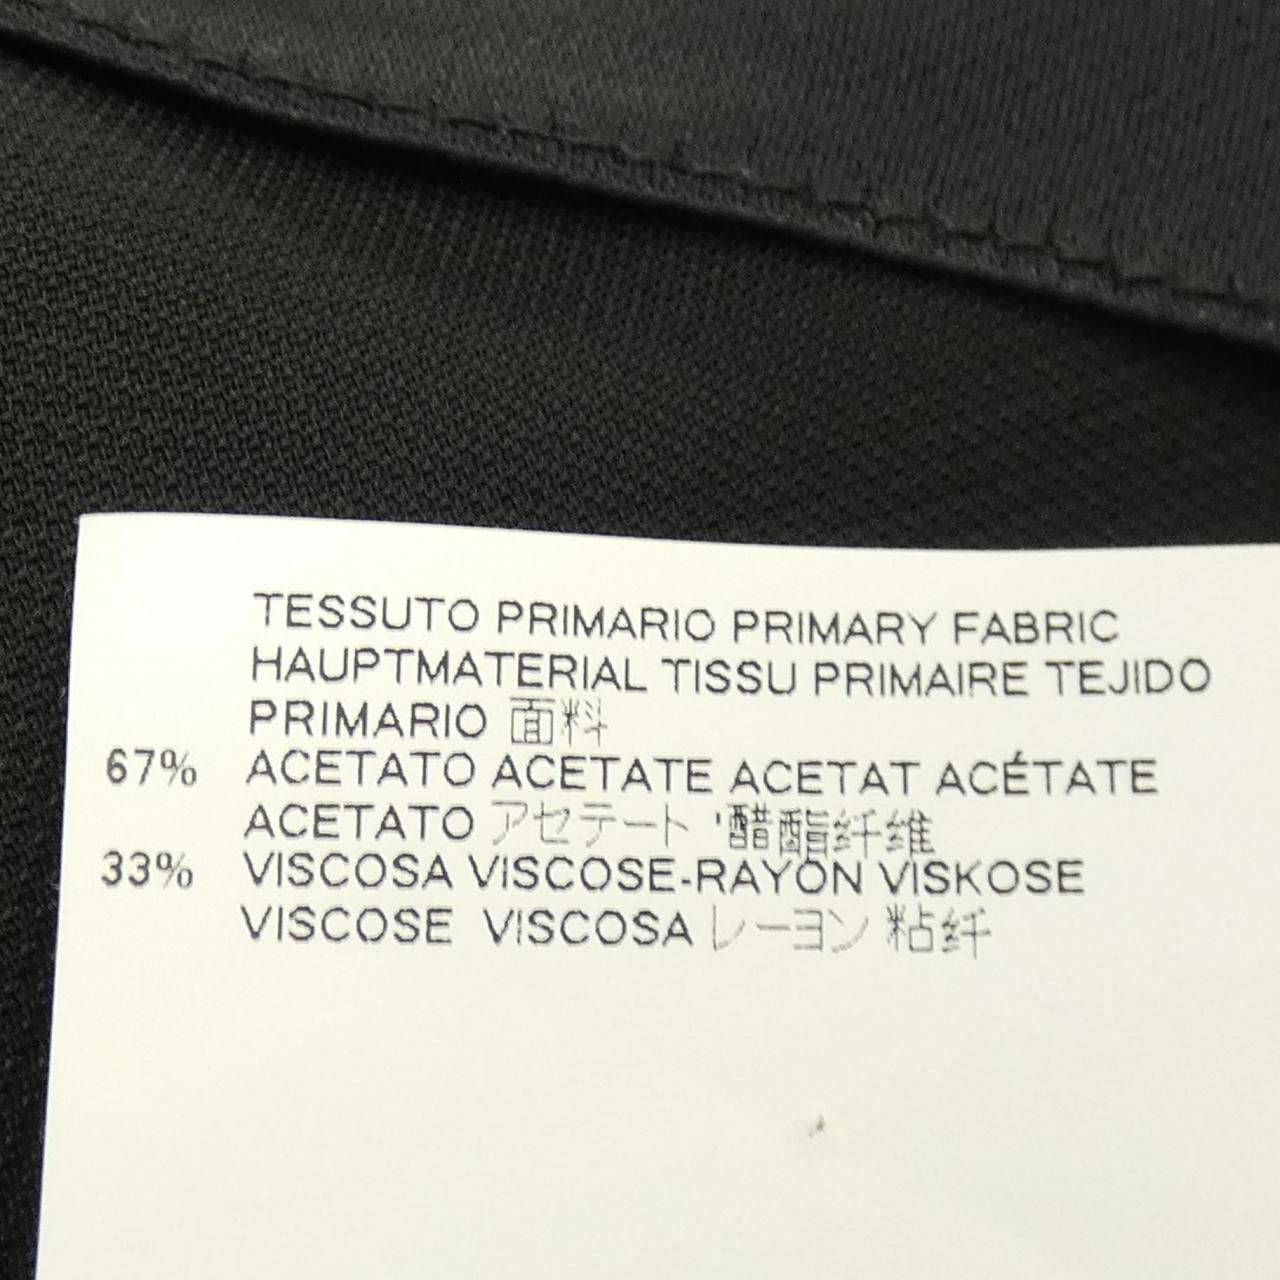 TESSUTO PRIMARIO PRIMARY FABRIC
HAUPTMATERIAL TISSU PRIMAIRE TEJIDO
PRIMARIO 面料
67% ACETATO ACETATE ACETAT ACÉTATE
ACETATO アセテート '醋酯纤维
33% VISCOSA VISCOSE-RAYON VISKOSE
VISCOSE VISCOSA レーヨン 粘纤